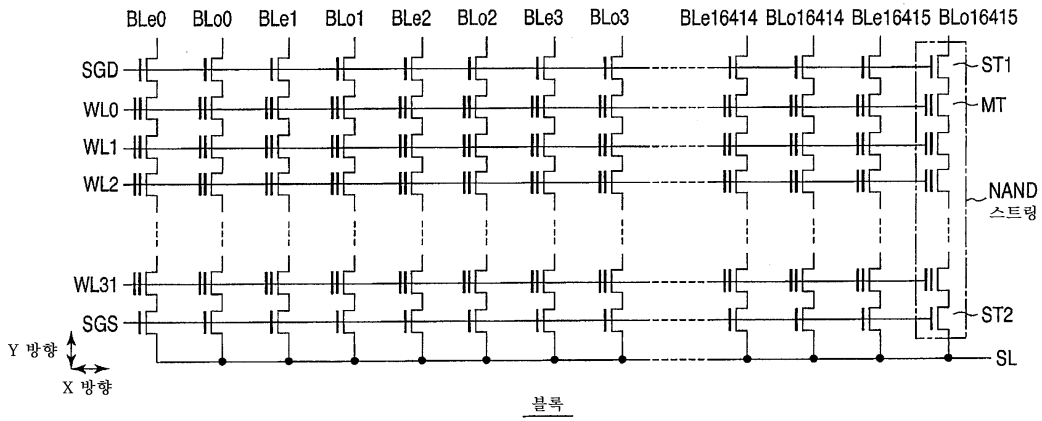 BLe0 BLo0 BLe1 BLo1 BLe2 BLo2 BLe3 BLo3 BLe16414 BLo16414 BLe16415 BLo16415
SGD ST1
WL0 MT
WL1
WL2 NAND
스트링
WL31
SGS ST2
Y 방향
SL
X 방향
블록